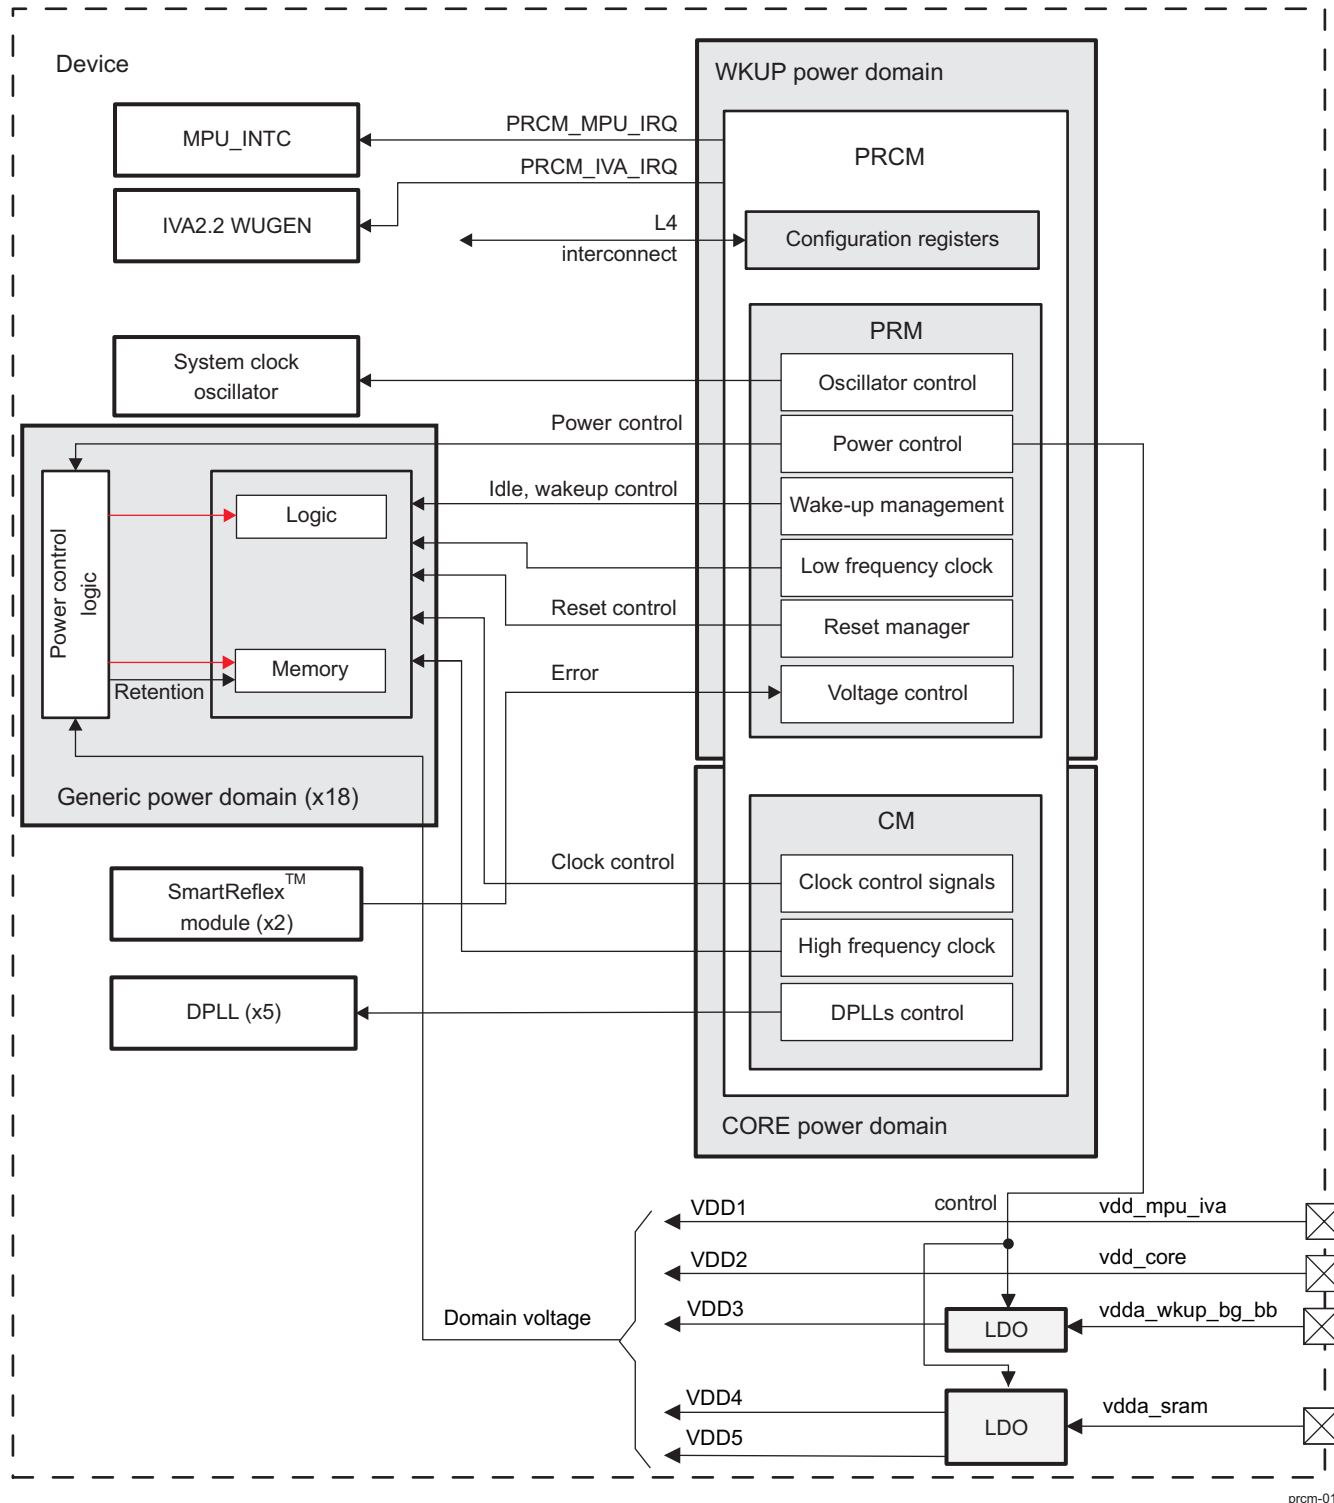 Device
WKUP power domain
MPU_INTC
PRCM_MPU_IRQ
PRCM
PRCM_IVA_IRQ
IVA2.2 WUGEN
L4
interconnect
Configuration registers
PRM
System clock
oscillator
Oscillator control
Power control
Power control
Idle, wakeup control
Wake-up management
Logic
Low frequency clock
Power control
logic
Reset control
Reset manager
Memory
Retention
Error
Voltage control
Generic power domain (x18)
CM
Clock control
Clock control signals
SmartReflex™
module (x2)
High frequency clock
DPLL (x5)
DPLLs control
CORE power domain
VDD1
control
vdd_mpu_iva
VDD2
vdd_core
Domain voltage
VDD3
LDO
vdda_wkup_bg_bb
VDD4
vdda_sram
VDD5
LDO
prcm-01